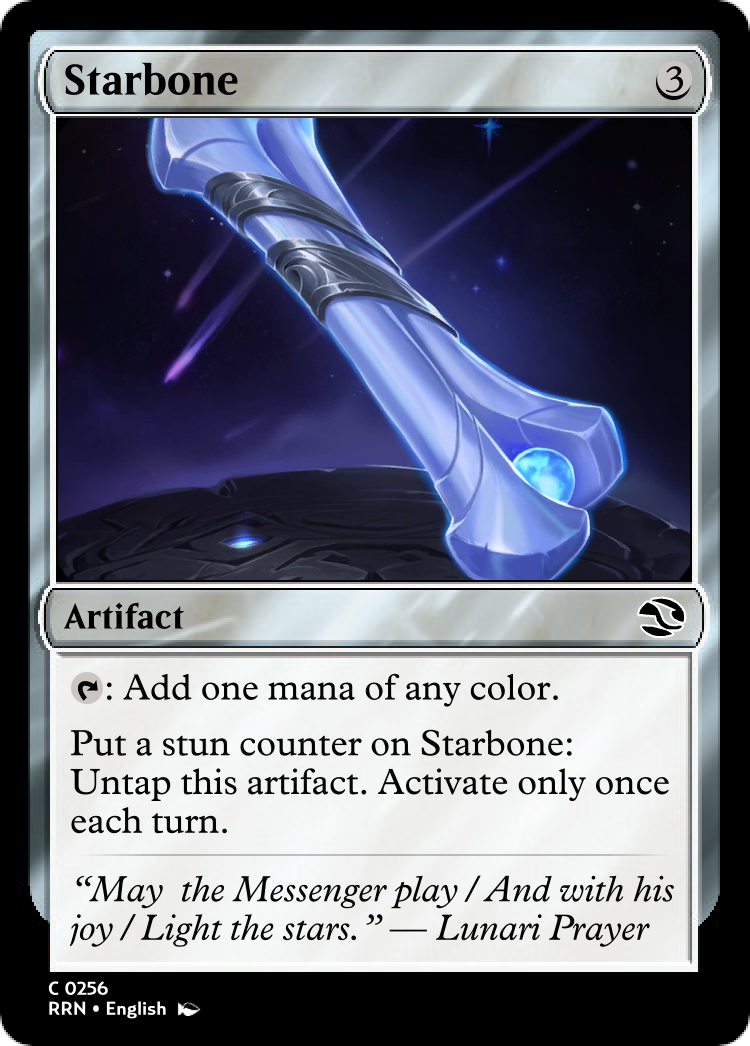 Starbone
3
Artifact
: Add one mana of any color.
Put a stun counter on Starbone:
Untap this artifact. Activate only once
each turn.
“May  the Messenger play / And with his
joy / Light the stars.” — Lunari Prayer
C 0256
RRN • English